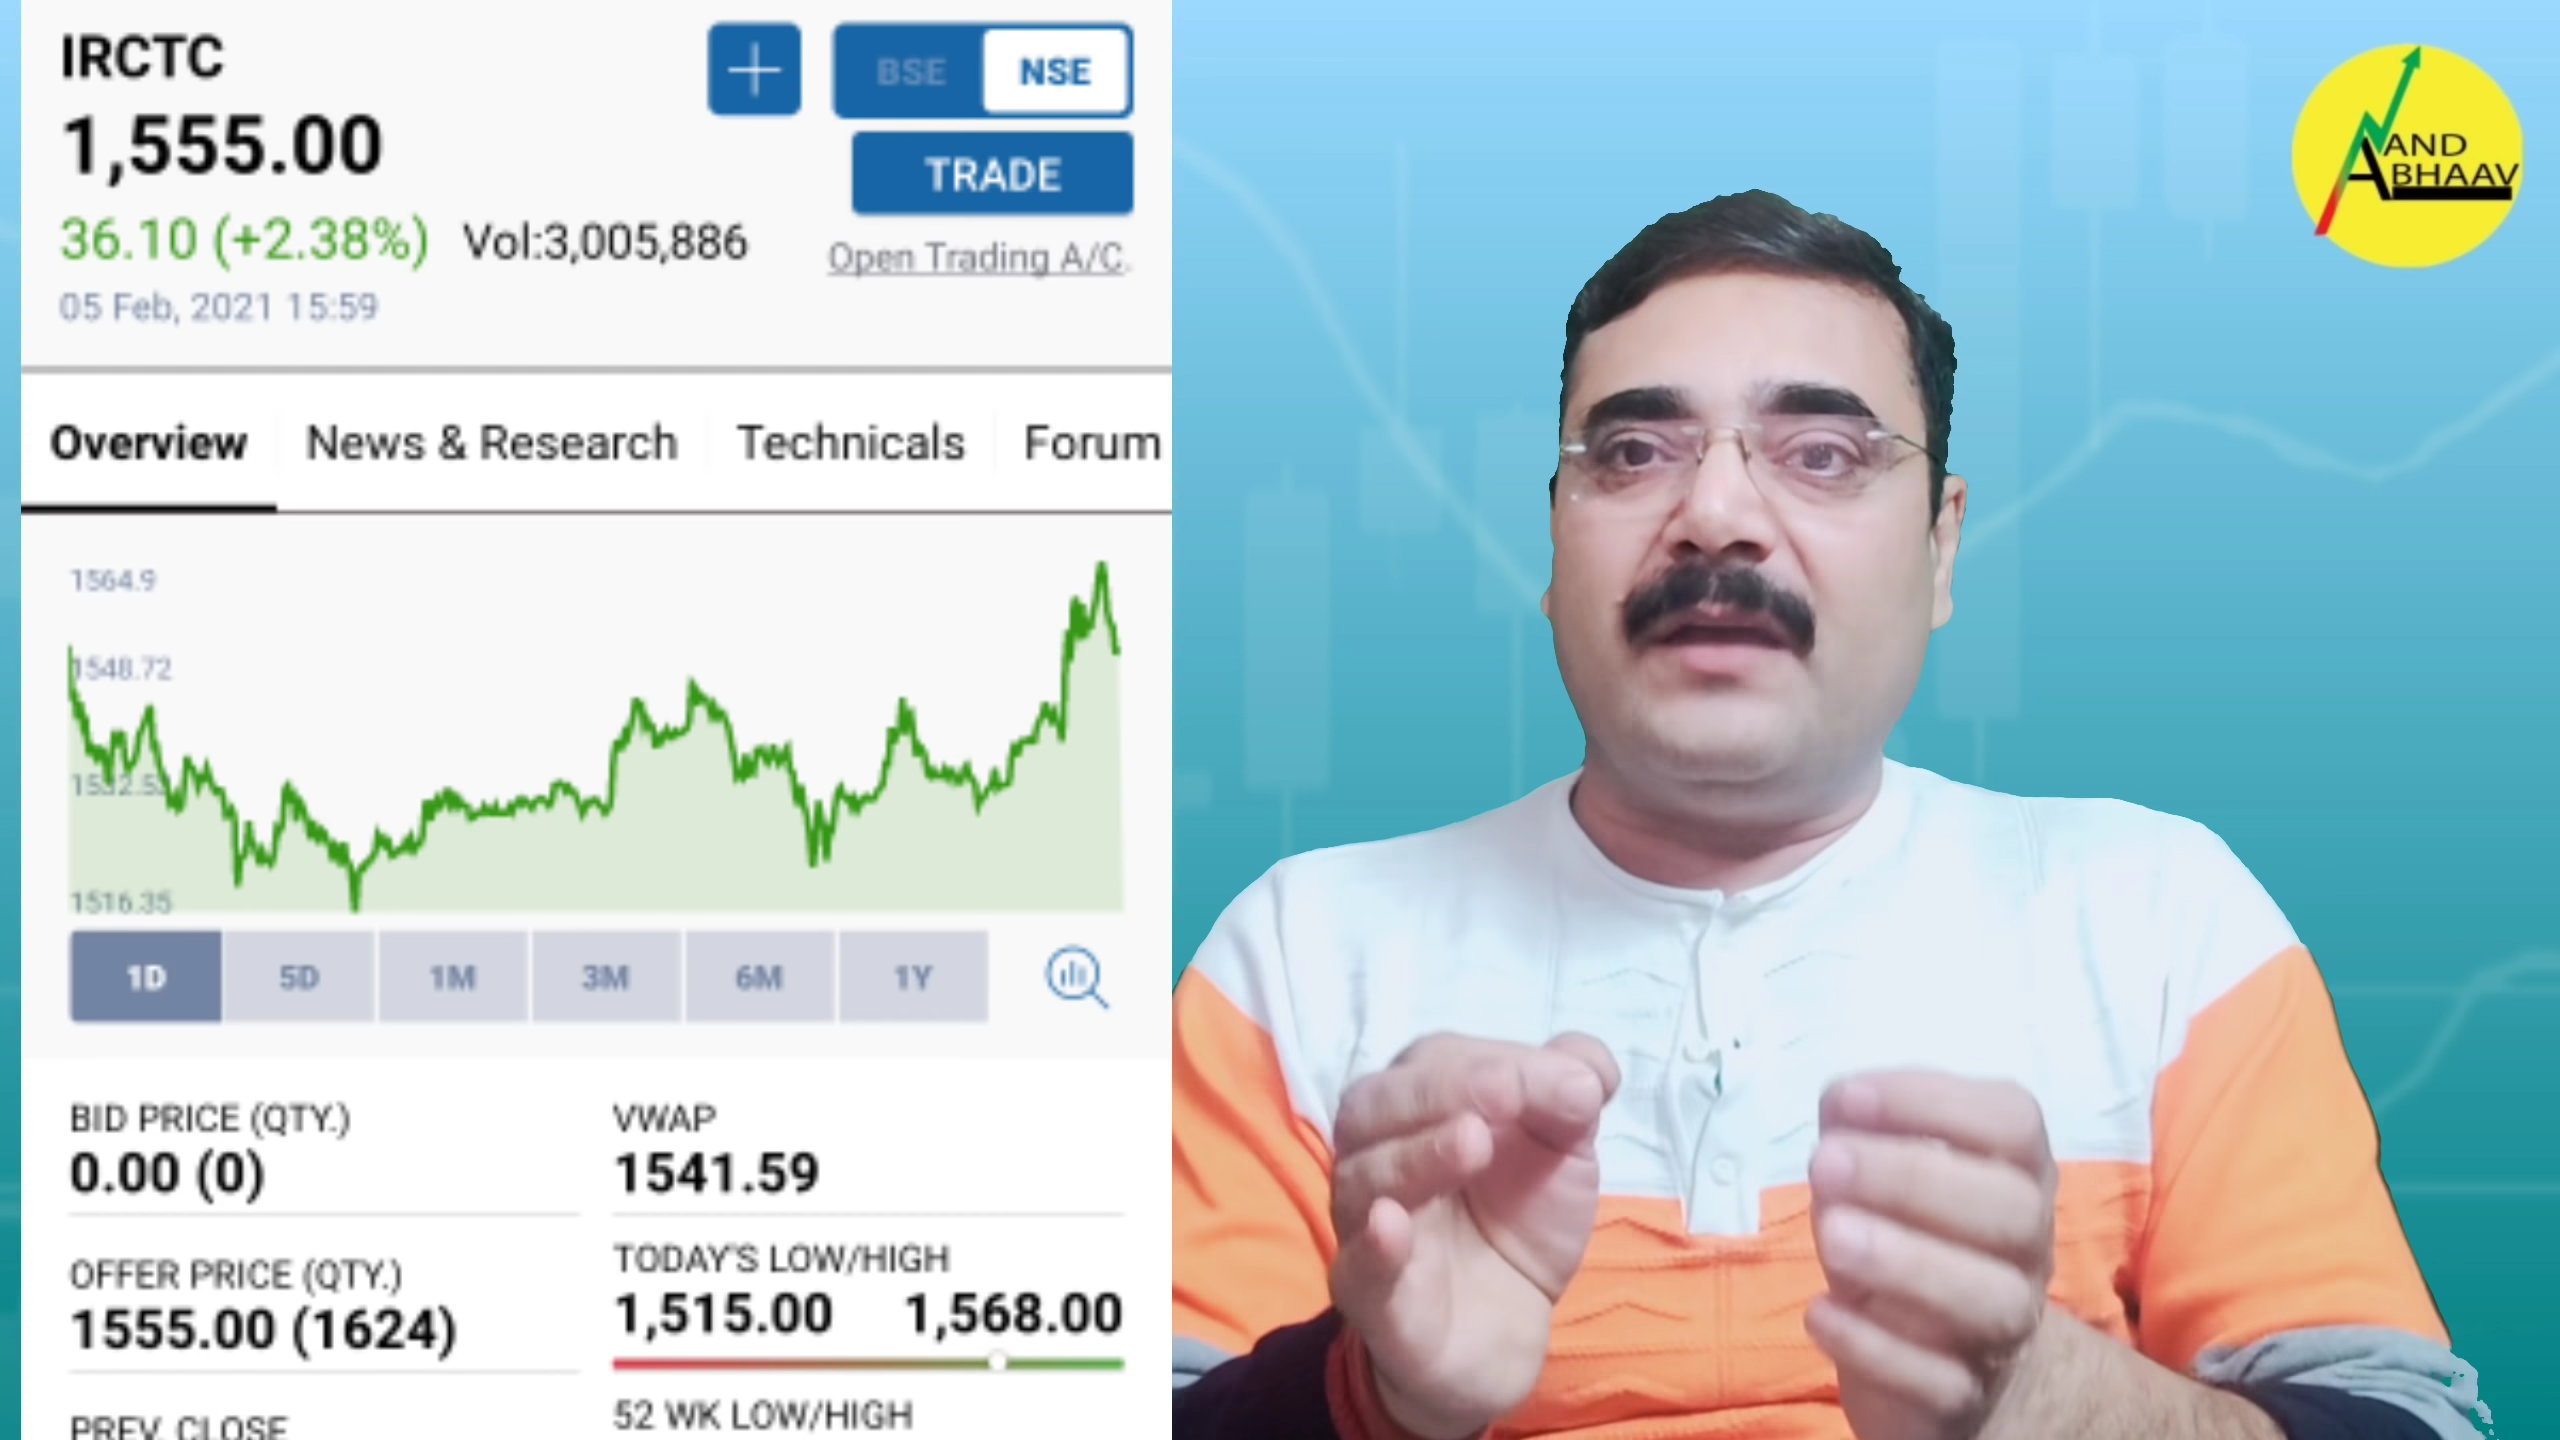 IRCTC
BSE NSE
1,555.00
TRADE
36.10 (+2.38%) Vol:3,005,886
Open Trading A/C.
05 Feb, 2021 15:59
Overview News & Research Technicals Forum
1564.9
1548.72
1532.53
1516.35
1D 5D 1M 3M 6M 1Y
BID PRICE (QTY.)
0.00 (0)
VWAP
1541.59
OFFER PRICE (QTY.)
1555.00 (1624)
TODAY'S LOW/HIGH
1,515.00 1,568.00
PREV. CLOSE
52 WK LOW/HIGH
AND
ABHAAV